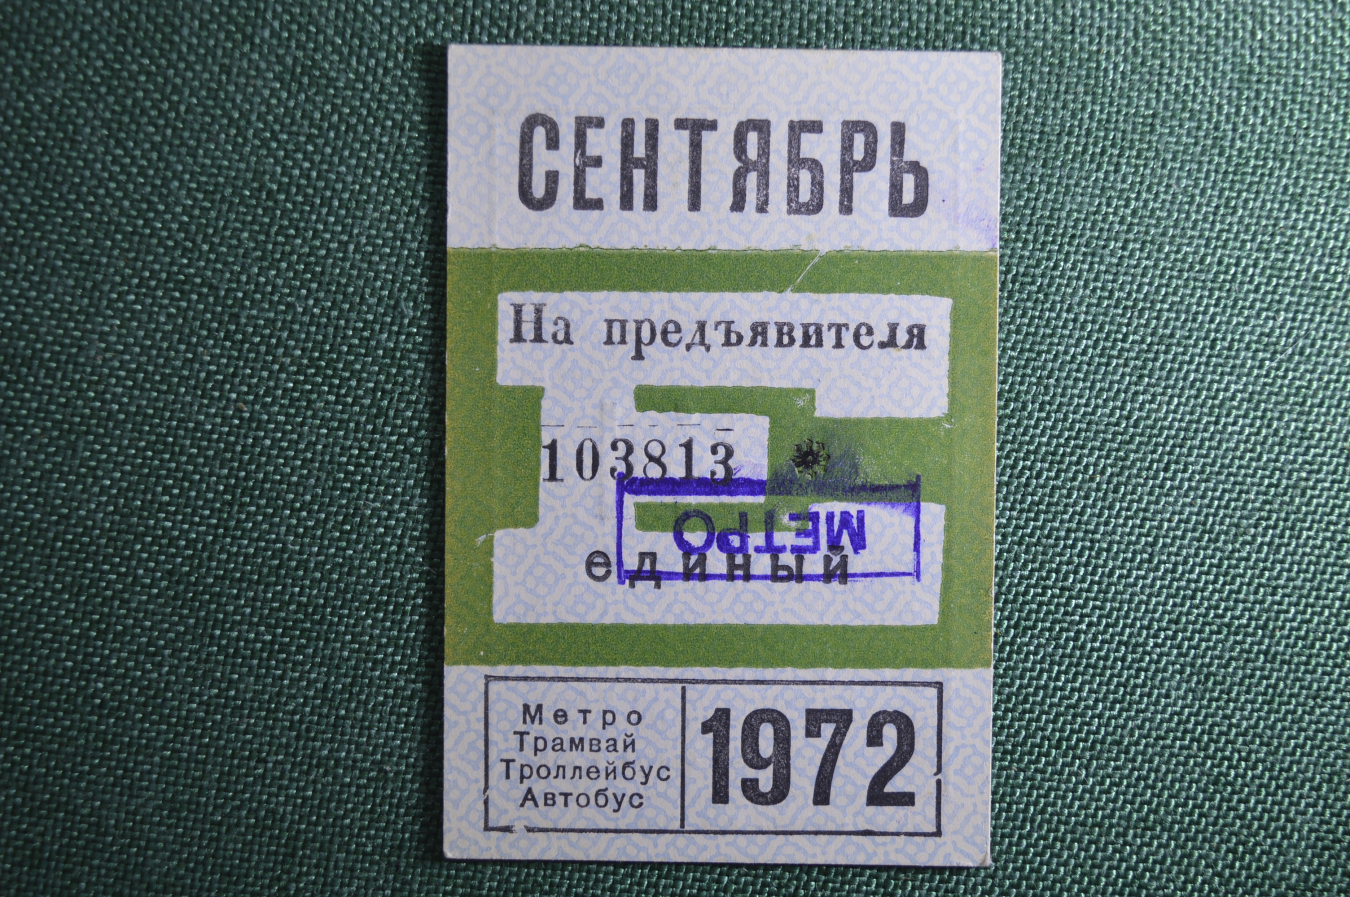 СЕНТЯБРЬ
На предъявителя
103813 *
МЕТРО
единый
Метро
Трамвай
Троллейбус
Автобус
1972